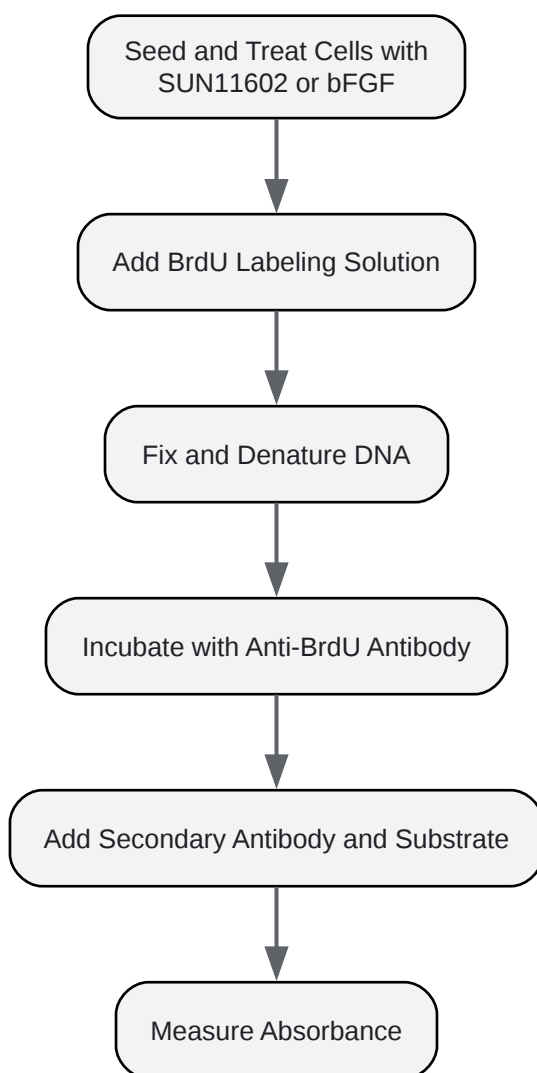 Seed and Treat Cells with
SUN11602 or bFGF
Add BrdU Labeling Solution
Fix and Denature DNA
Incubate with Anti-BrdU Antibody
Add Secondary Antibody and Substrate
Measure Absorbance